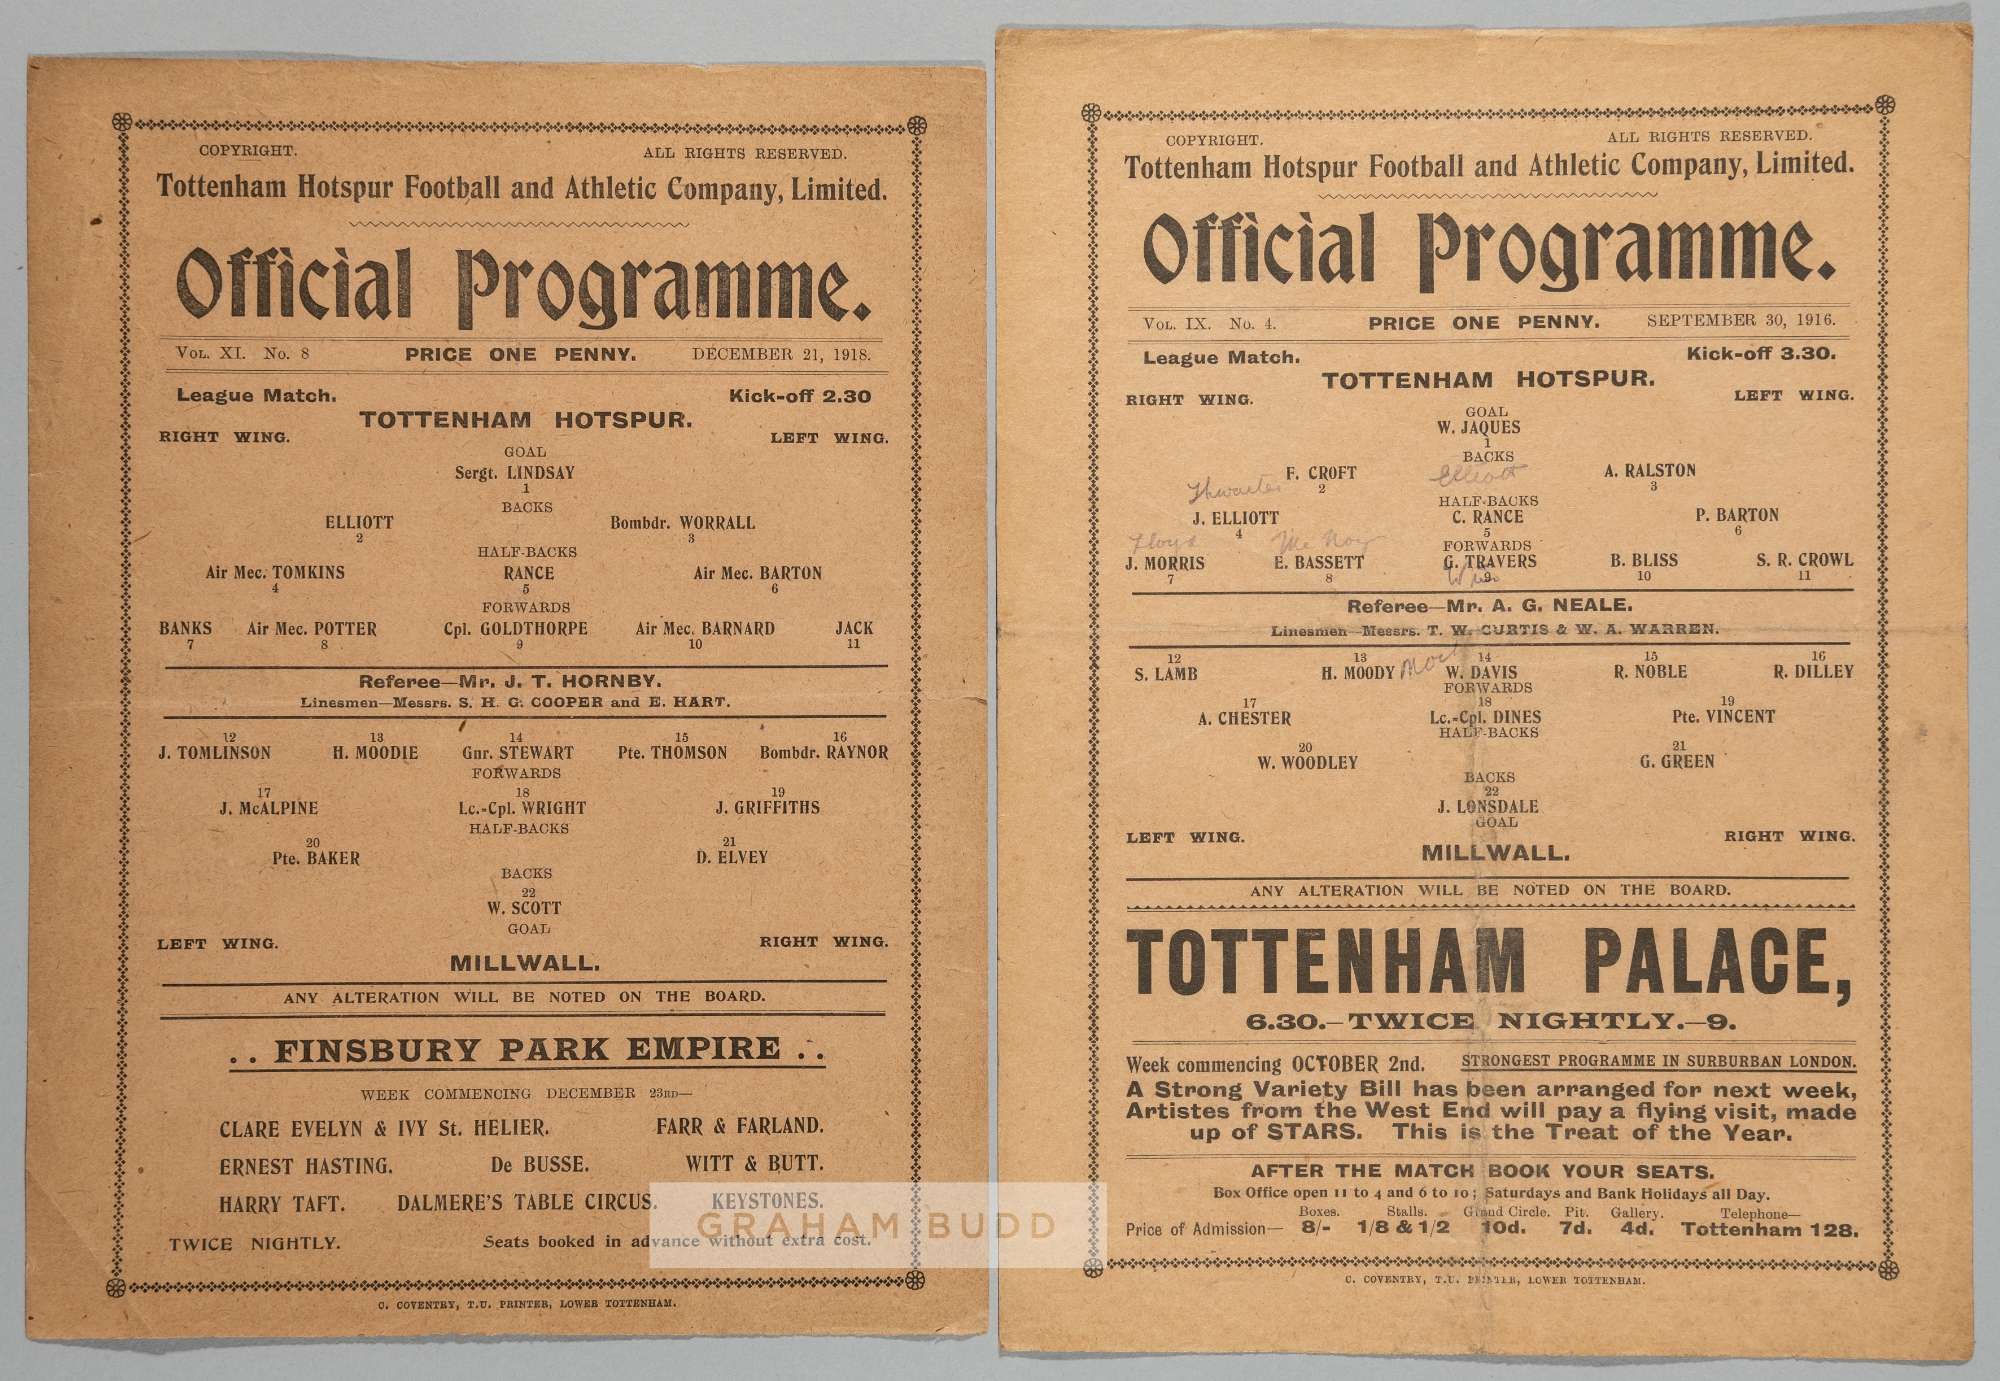 COPYRIGHT. ALL RIGHTS RESERVED.
Tottenham Hotspur Football and Athletic Company, Limited.
Official Programme.
VOL. XI. No. 8 PRICE ONE PENNY. DECEMBER 21, 1918.
League Match. Kick-off 2.30
TOTTENHAM HOTSPUR.
RIGHT WING. LEFT WING.
GOAL
Sergt. LINDSAY
1
BACKS
ELLIOTT Bombdr. WORRALL
2 3
HALF-BACKS
Air Mec. TOMKINS RANCE Air Mec. BARTON
4 5 6
FORWARDS
BANKS Air Mec. POTTER Cpl. GOLDTHORPE Air Mec. BARNARD JACK
7 8 9 10 11
Referee—Mr. J. T. HORNBY.
Linesmen—Messrs. S. H. G. COOPER and E. HART.
12 13 14 15 16
J. TOMLINSON H. MOODIE Gnr. STEWART Pte. THOMSON Bombdr. RAYNOR
FORWARDS
17 18 19
J. McALPINE Lc.-Cpl. WRIGHT J. GRIFFITHS
HALF-BACKS
20 21
Pte. BAKER D. ELVEY
BACKS
22
W. SCOTT
GOAL
LEFT WING. RIGHT WING.
MILLWALL.
ANY ALTERATION WILL BE NOTED ON THE BOARD.
. . FINSBURY PARK EMPIRE . .
WEEK COMMENCING DECEMBER 23RD—
CLARE EVELYN & IVY St. HELIER. FARR & FARLAND.
ERNEST HASTING. De BUSSE. WITT & BUTT.
HARRY TAFT. DALMERE'S TABLE CIRCUS. KEYSTONES.
TWICE NIGHTLY. Seats booked in advance without extra cost.
C. COVENTRY, T.U. PRINTER, LOWER TOTTENHAM.
COPYRIGHT. ALL RIGHTS RESERVED.
Tottenham Hotspur Football and Athletic Company, Limited.
Official Programme.
VOL. IX. No. 4. PRICE ONE PENNY. SEPTEMBER 30, 1916.
League Match. Kick-off 3.30.
TOTTENHAM HOTSPUR.
RIGHT WING. LEFT WING.
GOAL
W. JAQUES
1
BACKS
F. CROFT Elliott A. RALSTON
2 3
Thwaites
HALF-BACKS
J. ELLIOTT C. RANCE P. BARTON
4 5 6
Floyd
FORWARDS
J. MORRIS E. BASSETT G. TRAVERS B. BLISS S. R. CROWL
7 8 9 10 11
Referee—Mr. A. G. NEALE.
Linesmen—Messrs. T. W. CURTIS & W. A. WARREN.
12 13 14 15 16
S. LAMB H. MOODY W. DAVIS R. NOBLE R. DILLEY
FORWARDS
17 18 19
A. CHESTER Lc.-Cpl. DINES Pte. VINCENT
HALF-BACKS
20 21
W. WOODLEY G. GREEN
BACKS
22
J. LONSDALE
GOAL
LEFT WING. RIGHT WING.
MILLWALL.
ANY ALTERATION WILL BE NOTED ON THE BOARD.
TOTTENHAM PALACE,
6.30.—TWICE NIGHTLY.—9.
Week commencing OCTOBER 2nd. STRONGEST PROGRAMME IN SURBURBAN LONDON.
A Strong Variety Bill has been arranged for next week,
Artistes from the West End will pay a flying visit, made
up of STARS. This is the Treat of the Year.
AFTER THE MATCH BOOK YOUR SEATS.
Box Office open 11 to 4 and 6 to 10; Saturdays and Bank Holidays all Day.
Boxes. Stalls. Grand Circle. Pit. Gallery. Telephone—
Price of Admission— 8/- 1/8 & 1/2 10d. 7d. 4d. Tottenham 128.
C. COVENTRY, T.U. PRINTER, LOWER TOTTENHAM.
GRAHAM BUDD